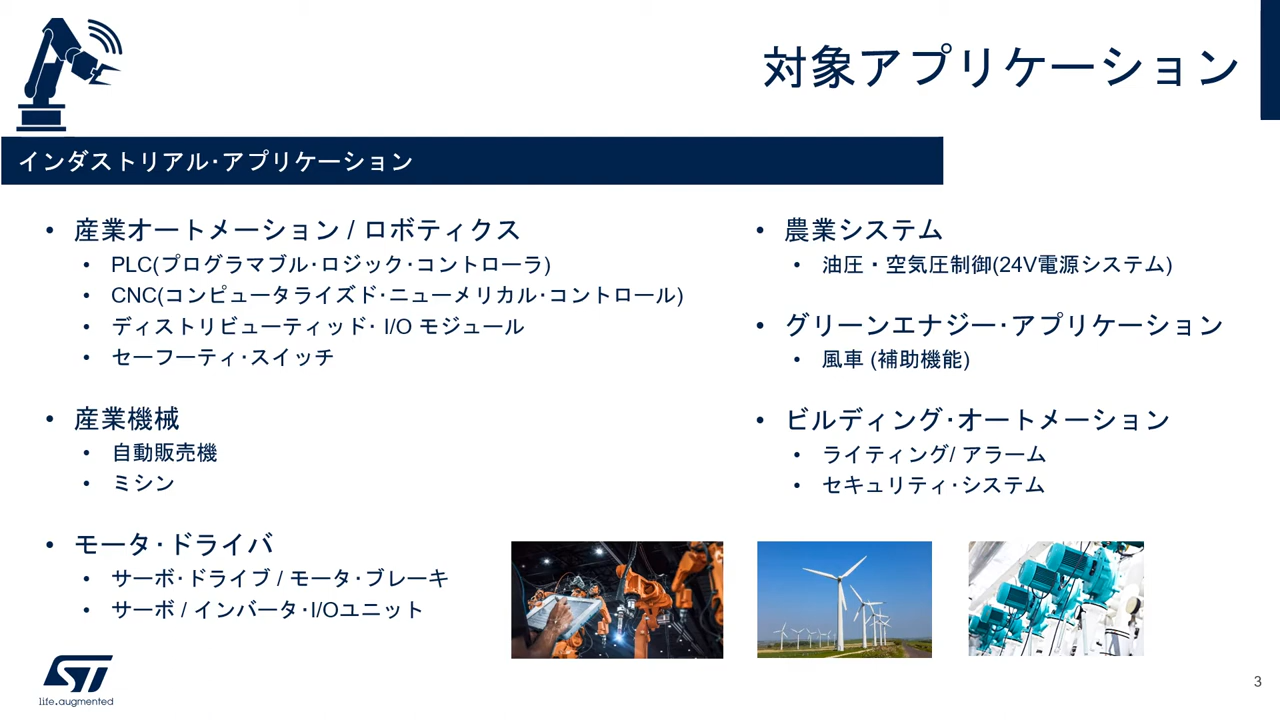 対象アプリケーション
インダストリアル･アプリケーション
• 産業オートメーション / ロボティクス
• PLC(プログラマブル･ロジック･コントローラ)
• CNC(コンピュータライズド･ニューメリカル･コントロール)
• ディストリビューティッド･ I/O モジュール
• セーフーティ･スイッチ
• 産業機械
• 自動販売機
• ミシン
• モータ･ドライバ
• サーボ･ドライブ / モータ･ブレーキ
• サーボ / インバータ･I/Oユニット
• 農業システム
• 油圧・空気圧制御(24V電源システム)
• グリーンエナジー･アプリケーション
• 風車 (補助機能)
• ビルディング･オートメーション
• ライティング/ アラーム
• セキュリティ･システム
ST
life.augmented
3